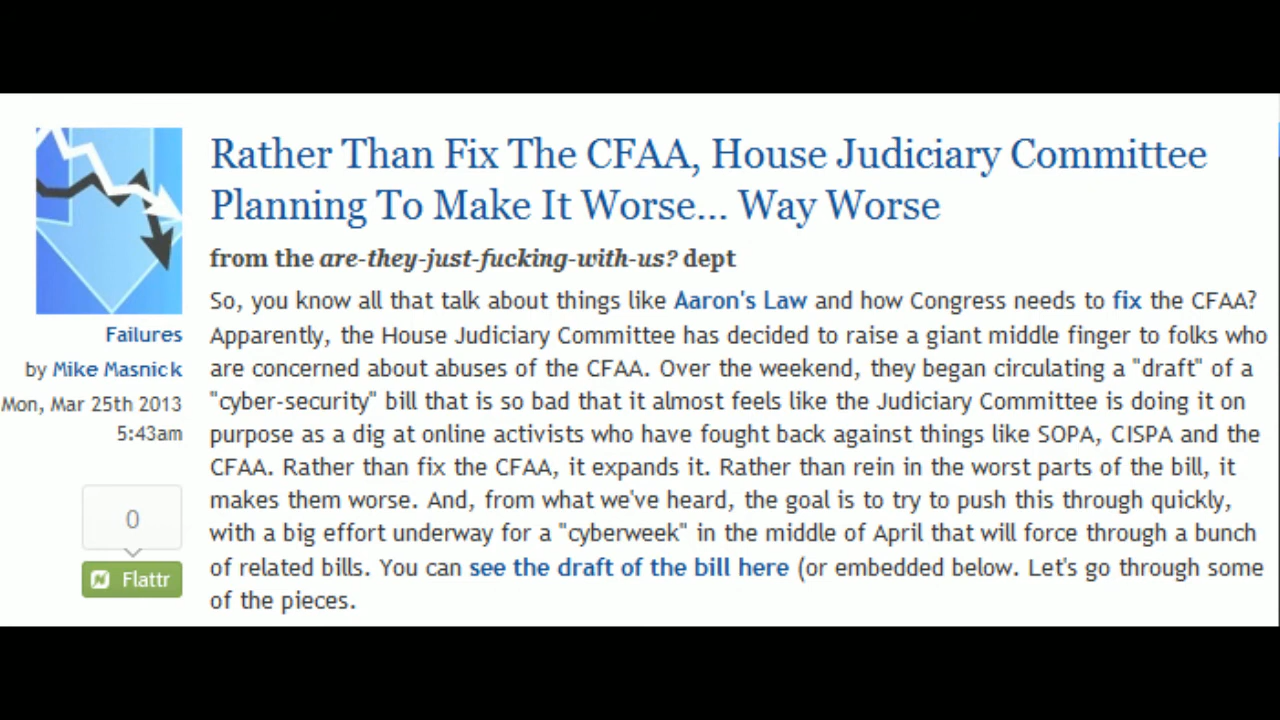 Rather Than Fix The CFAA, House Judiciary Committee
Planning To Make It Worse... Way Worse
from the are-they-just-fucking-with-us? dept
So, you know all that talk about things like Aaron's Law and how Congress needs to fix the CFAA?
Apparently, the House Judiciary Committee has decided to raise a giant middle finger to folks who
are concerned about abuses of the CFAA. Over the weekend, they began circulating a "draft" of a
"cyber-security" bill that is so bad that it almost feels like the Judiciary Committee is doing it on
purpose as a dig at online activists who have fought back against things like SOPA, CISPA and the
CFAA. Rather than fix the CFAA, it expands it. Rather than rein in the worst parts of the bill, it
makes them worse. And, from what we've heard, the goal is to try to push this through quickly,
with a big effort underway for a "cyberweek" in the middle of April that will force through a bunch
of related bills. You can see the draft of the bill here (or embedded below. Let's go through some
of the pieces.
Failures
by Mike Masnick
Mon, Mar 25th 2013
5:43am
0
Flattr